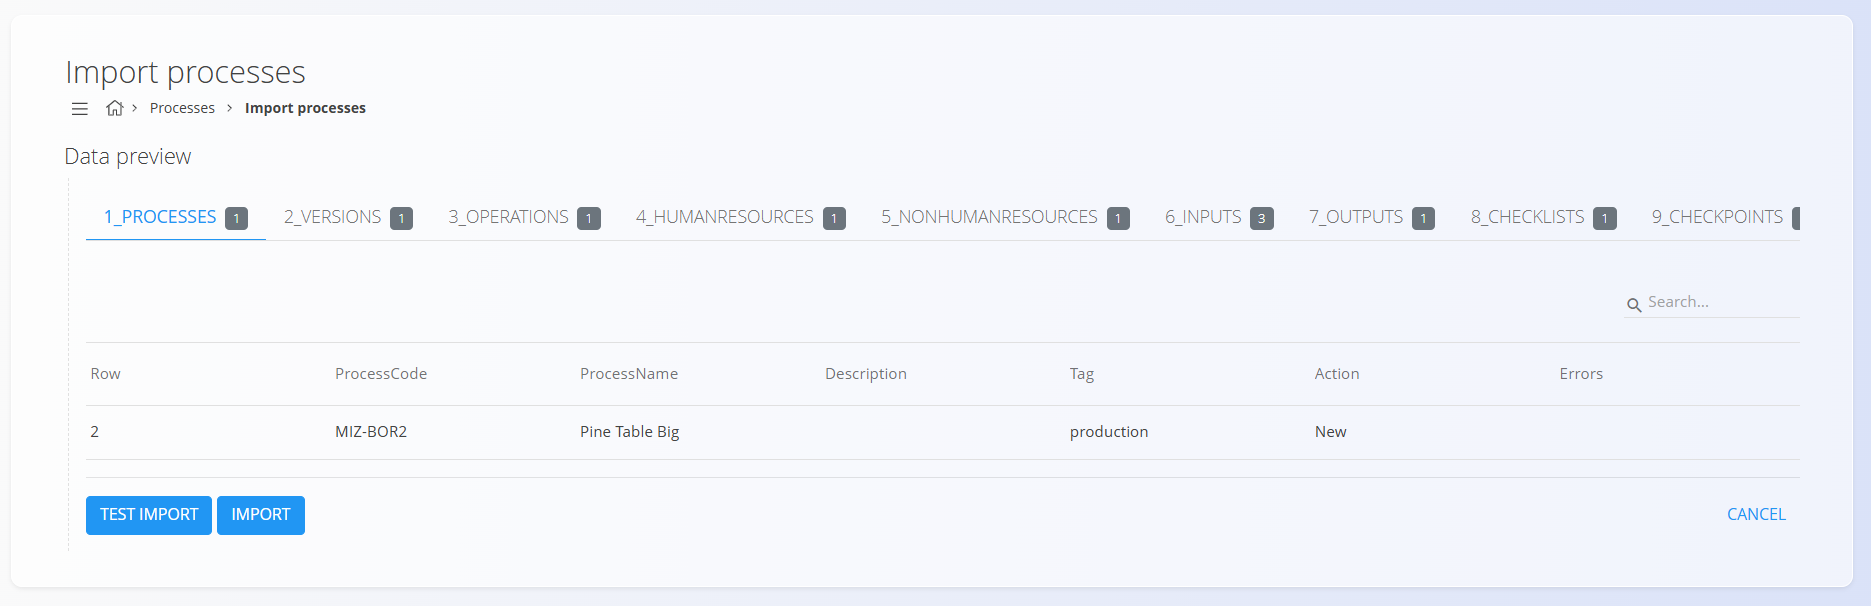 Import processes
Processes > Import processes
Data preview
1_PROCESSES 1 2_VERSIONS 1 3_OPERATIONS 1 4_HUMANRESOURCES 1 5_NONHUMANRESOURCES 1 6_INPUTS 3 7_OUTPUTS 1 8_CHECKLISTS 1 9_CHECKPOINTS
Search...
Row ProcessCode ProcessName Description Tag Action Errors
2 MIZ-BOR2 Pine Table Big production New
TEST IMPORT IMPORT CANCEL